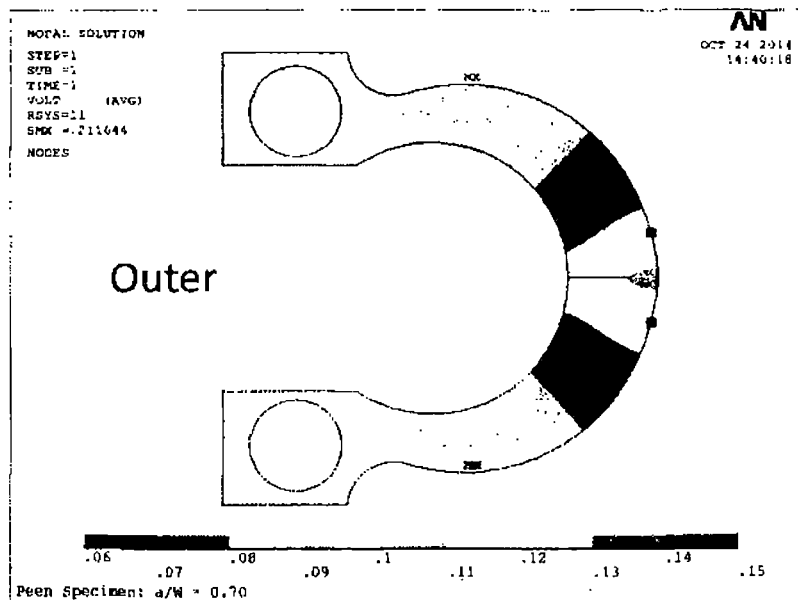 NODAL SOLUTION
AN
STEP=1
OCT 24 2014
SUB =1
14:40:18
TIME=1
VOLT (AVG)
RSYS=11
SMX =.211644
NODES
MX
Outer
.06 .07 .08 .09 .1 .11 .12 .13 .14 .15
Peen Specimen: a/W = 0.70